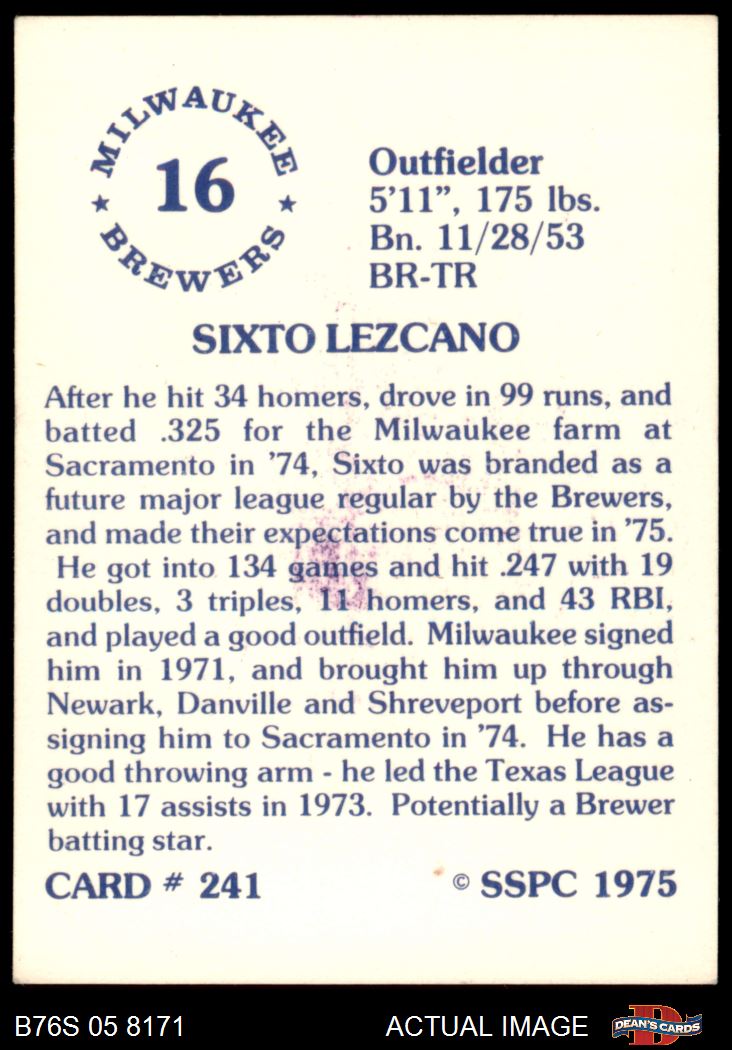 MILWAUKEE
16
★ ★
BREWERS
Outfielder
5'11”, 175 lbs.
Bn. 11/28/53
BR-TR
SIXTO LEZCANO
After he hit 34 homers, drove in 99 runs, and
batted .325 for the Milwaukee farm at
Sacramento in ’74, Sixto was branded as a
future major league regular by the Brewers,
and made their expectations come true in ’75.
He got into 134 games and hit .247 with 19
doubles, 3 triples, 11 homers, and 43 RBI,
and played a good outfield. Milwaukee signed
him in 1971, and brought him up through
Newark, Danville and Shreveport before as-
signing him to Sacramento in ’74. He has a
good throwing arm - he led the Texas League
with 17 assists in 1973. Potentially a Brewer
batting star.
CARD # 241 © SSPC 1975
B76S 05 8171 ACTUAL IMAGE D DEAN'S CARDS